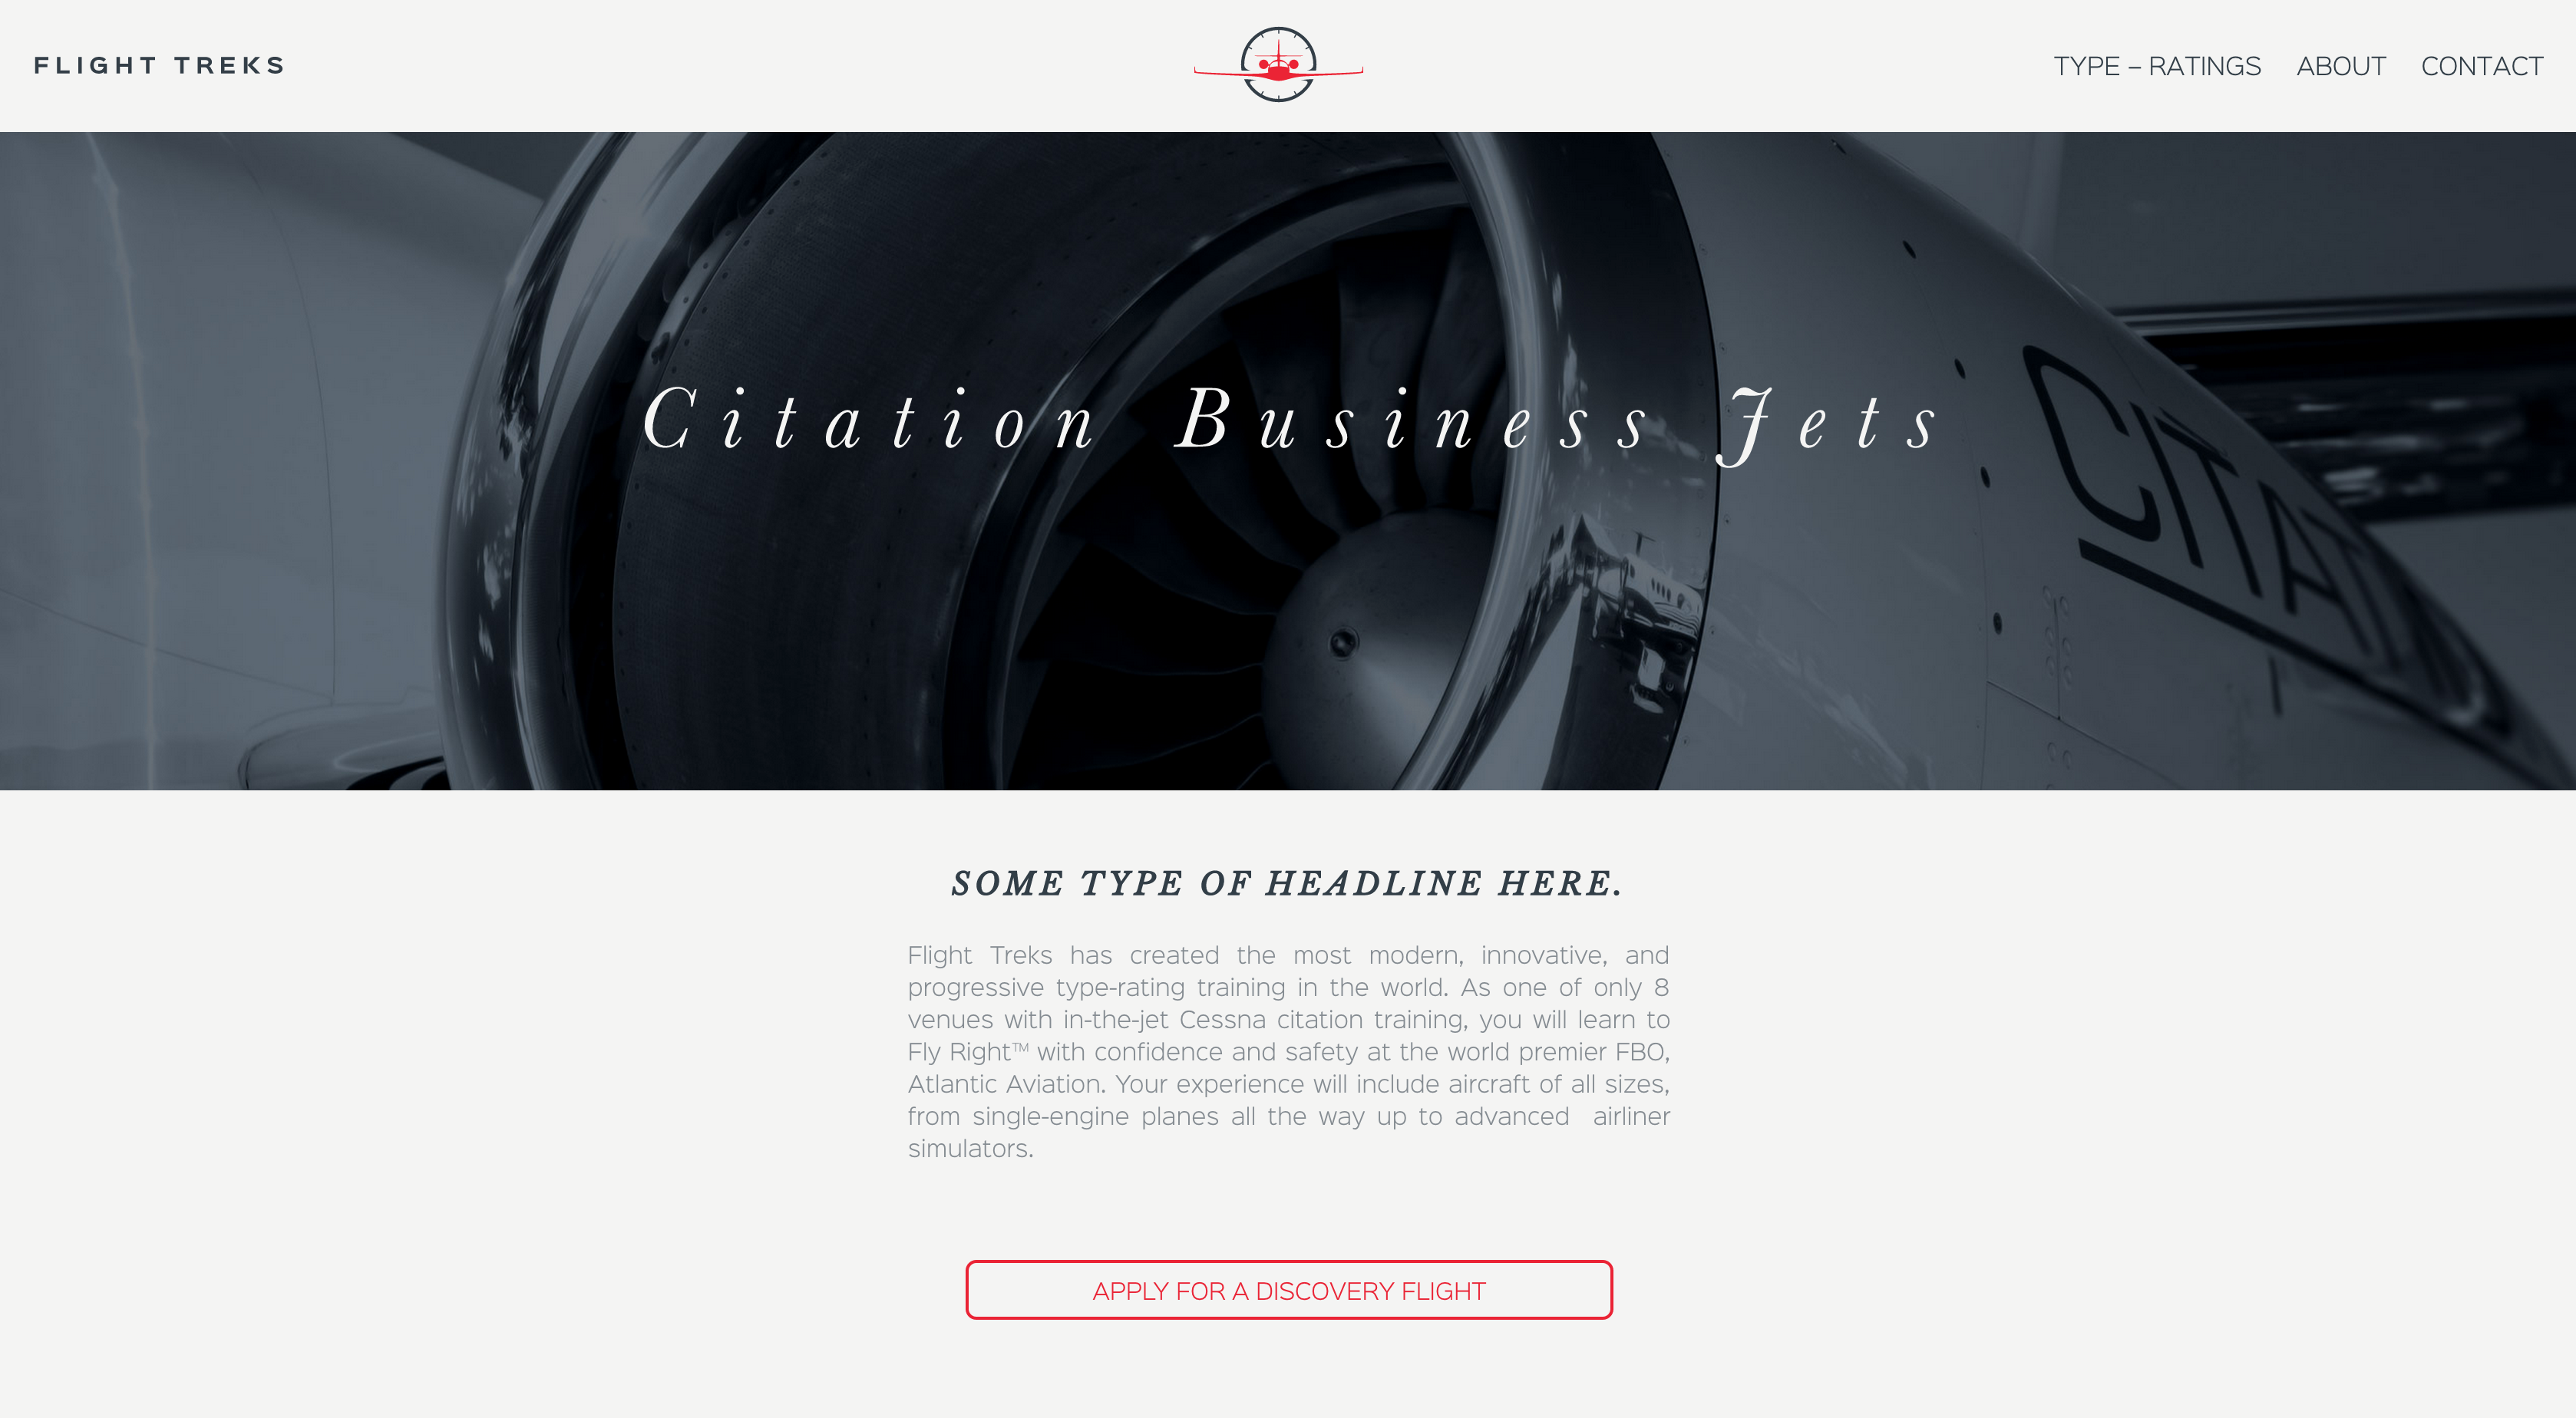 FLIGHT TREKS
TYPE – RATINGS ABOUT CONTACT
Citation Business Jets
CITAT
SOME TYPE OF HEADLINE HERE.
Flight Treks has created the most modern, innovative, and
progressive type-rating training in the world. As one of only 8
venues with in-the-jet Cessna citation training, you will learn to
Fly Right™ with confidence and safety at the world premier FBO,
Atlantic Aviation. Your experience will include aircraft of all sizes,
from single-engine planes all the way up to advanced airliner
simulators.
APPLY FOR A DISCOVERY FLIGHT